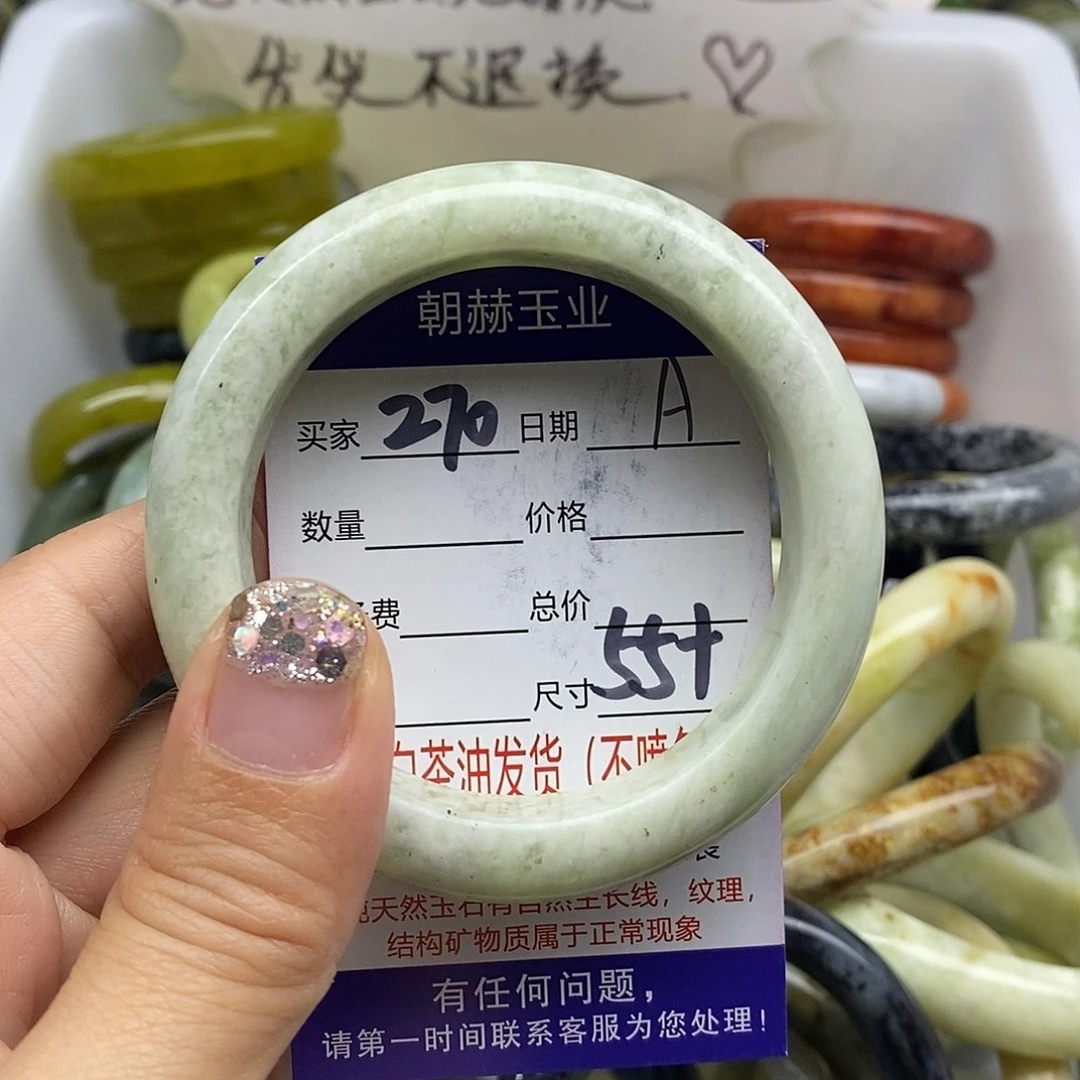 发货不退换
朝赫玉业
买家 270 日期 A
数量 价格
费 总价
尺寸 55+
白茶油发货（不喷
天然玉石有自然生长线，纹理，
结构矿物质属于正常现象
有任何问题，
请第一时间联系客服为您处理！